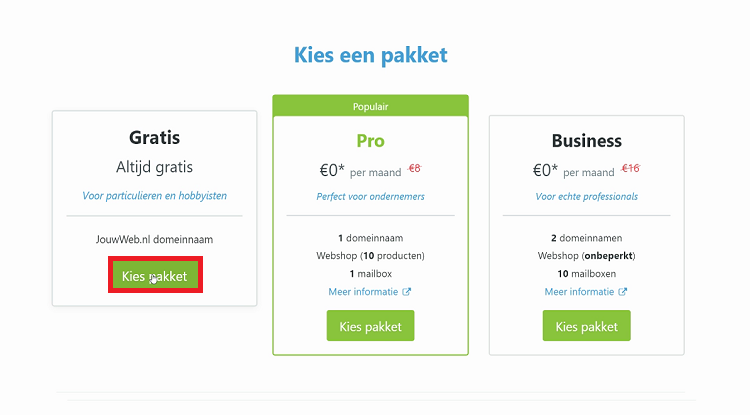 Kies een pakket
Gratis
Altijd gratis
Voor particulieren en hobbyisten
JouwWeb.nl domeinnaam
Kies pakket
Populair
Pro
€0* per maand €8
Perfect voor ondernemers
1 domeinnaam
Webshop (10 producten)
1 mailbox
Meer informatie
Kies pakket
Business
€0* per maand €16
Voor echte professionals
2 domeinnamen
Webshop (onbeperkt)
10 mailboxen
Meer informatie
Kies pakket